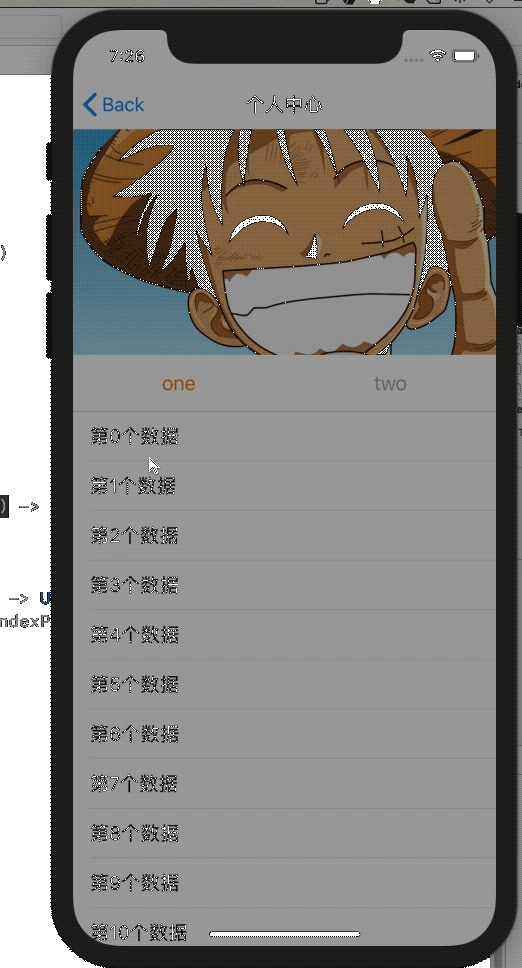 7:26
Back
个人中心
one
two
)
第0个数据
第1个数据
) ->
第2个数据
第3个数据
-> U
ndexP
第4个数据
第5个数据
第6个数据
第7个数据
第8个数据
第9个数据
第10个数据